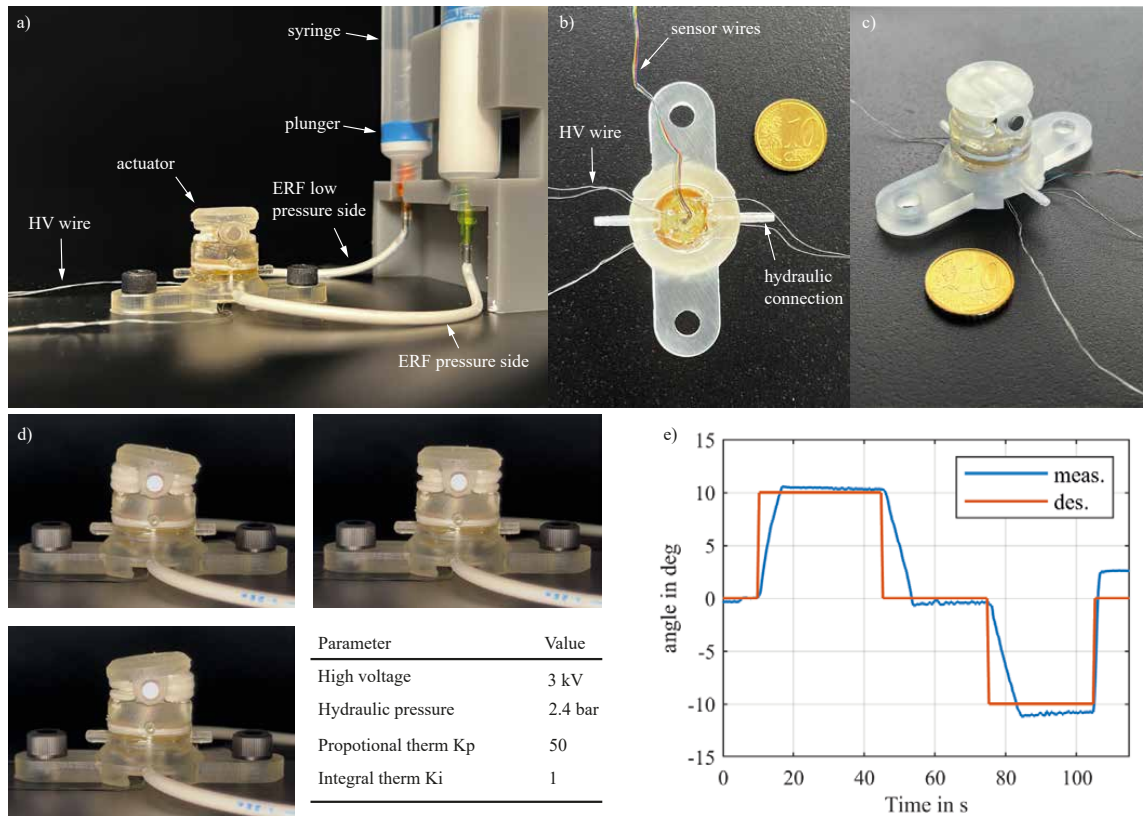 a)
syringe
plunger
actuator
ERF low
pressure side
HV wire
ERF pressure side
b)
sensor wires
HV wire
hydraulic
connection
10
c)
10
d)
Parameter Value
High voltage 3 kV
Hydraulic pressure 2.4 bar
Propotional therm Kp 50
Integral therm Ki 1
e)
meas.
des.
15
10
5
0
-5
-10
-15
angle in deg
0 20 40 60 80 100
Time in s